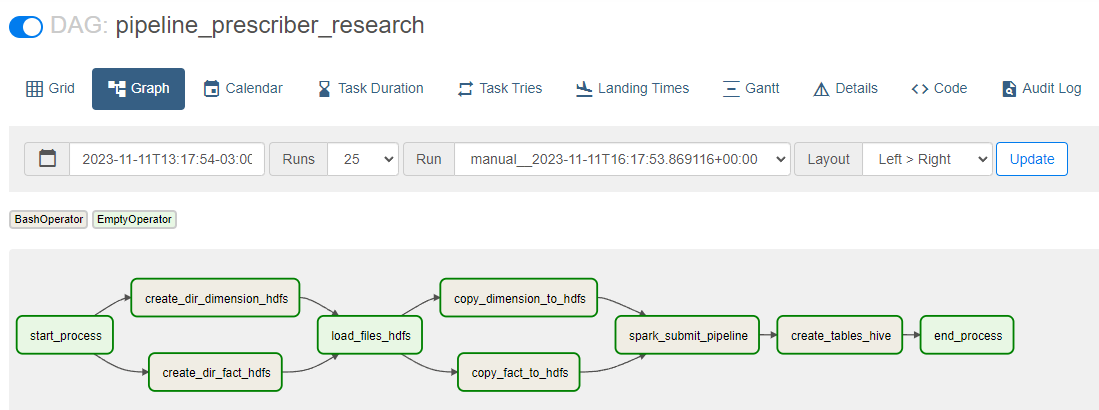 DAG: pipeline_prescriber_research
Grid Graph Calendar Task Duration Task Tries Landing Times Gantt Details Code Audit Log
2023-11-11T13:17:54-03:00 Runs 25 Run manual__2023-11-11T16:17:53.869116+00:00 Layout Left > Right Update
BashOperator EmptyOperator
create_dir_dimension_hdfs copy_dimension_to_hdfs
start_process load_files_hdfs spark_submit_pipeline create_tables_hive end_process
create_dir_fact_hdfs copy_fact_to_hdfs